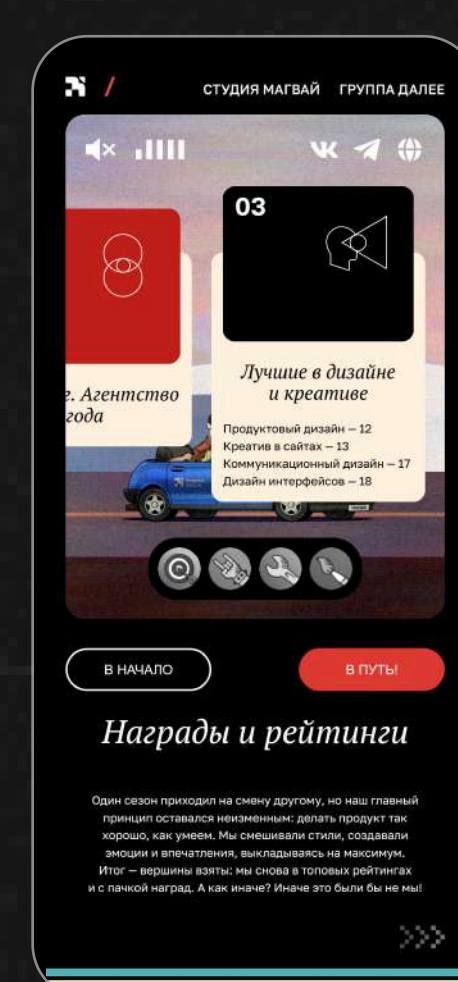 СТУДИЯ МАГВАЙ ГРУППА ДАЛЕЕ
03
г. Агентство
года
Лучшие в дизайне
и креативе
Продуктовый дизайн — 12
Креатив в сайтах — 13
Коммуникационный дизайн — 17
Дизайн интерфейсов — 18
В НАЧАЛО
В ПУТЬ!
Награды и рейтинги
Один сезон приходил на смену другому, но наш главный
принцип оставался неизменным: делать продукт так
хорошо, как умеем. Мы смешивали стили, создавали
эмоции и впечатления, выкладываясь на максимум.
Итог — вершины взяты: мы снова в топовых рейтингах
и с пачкой наград. А как иначе? Иначе это были бы не мы!